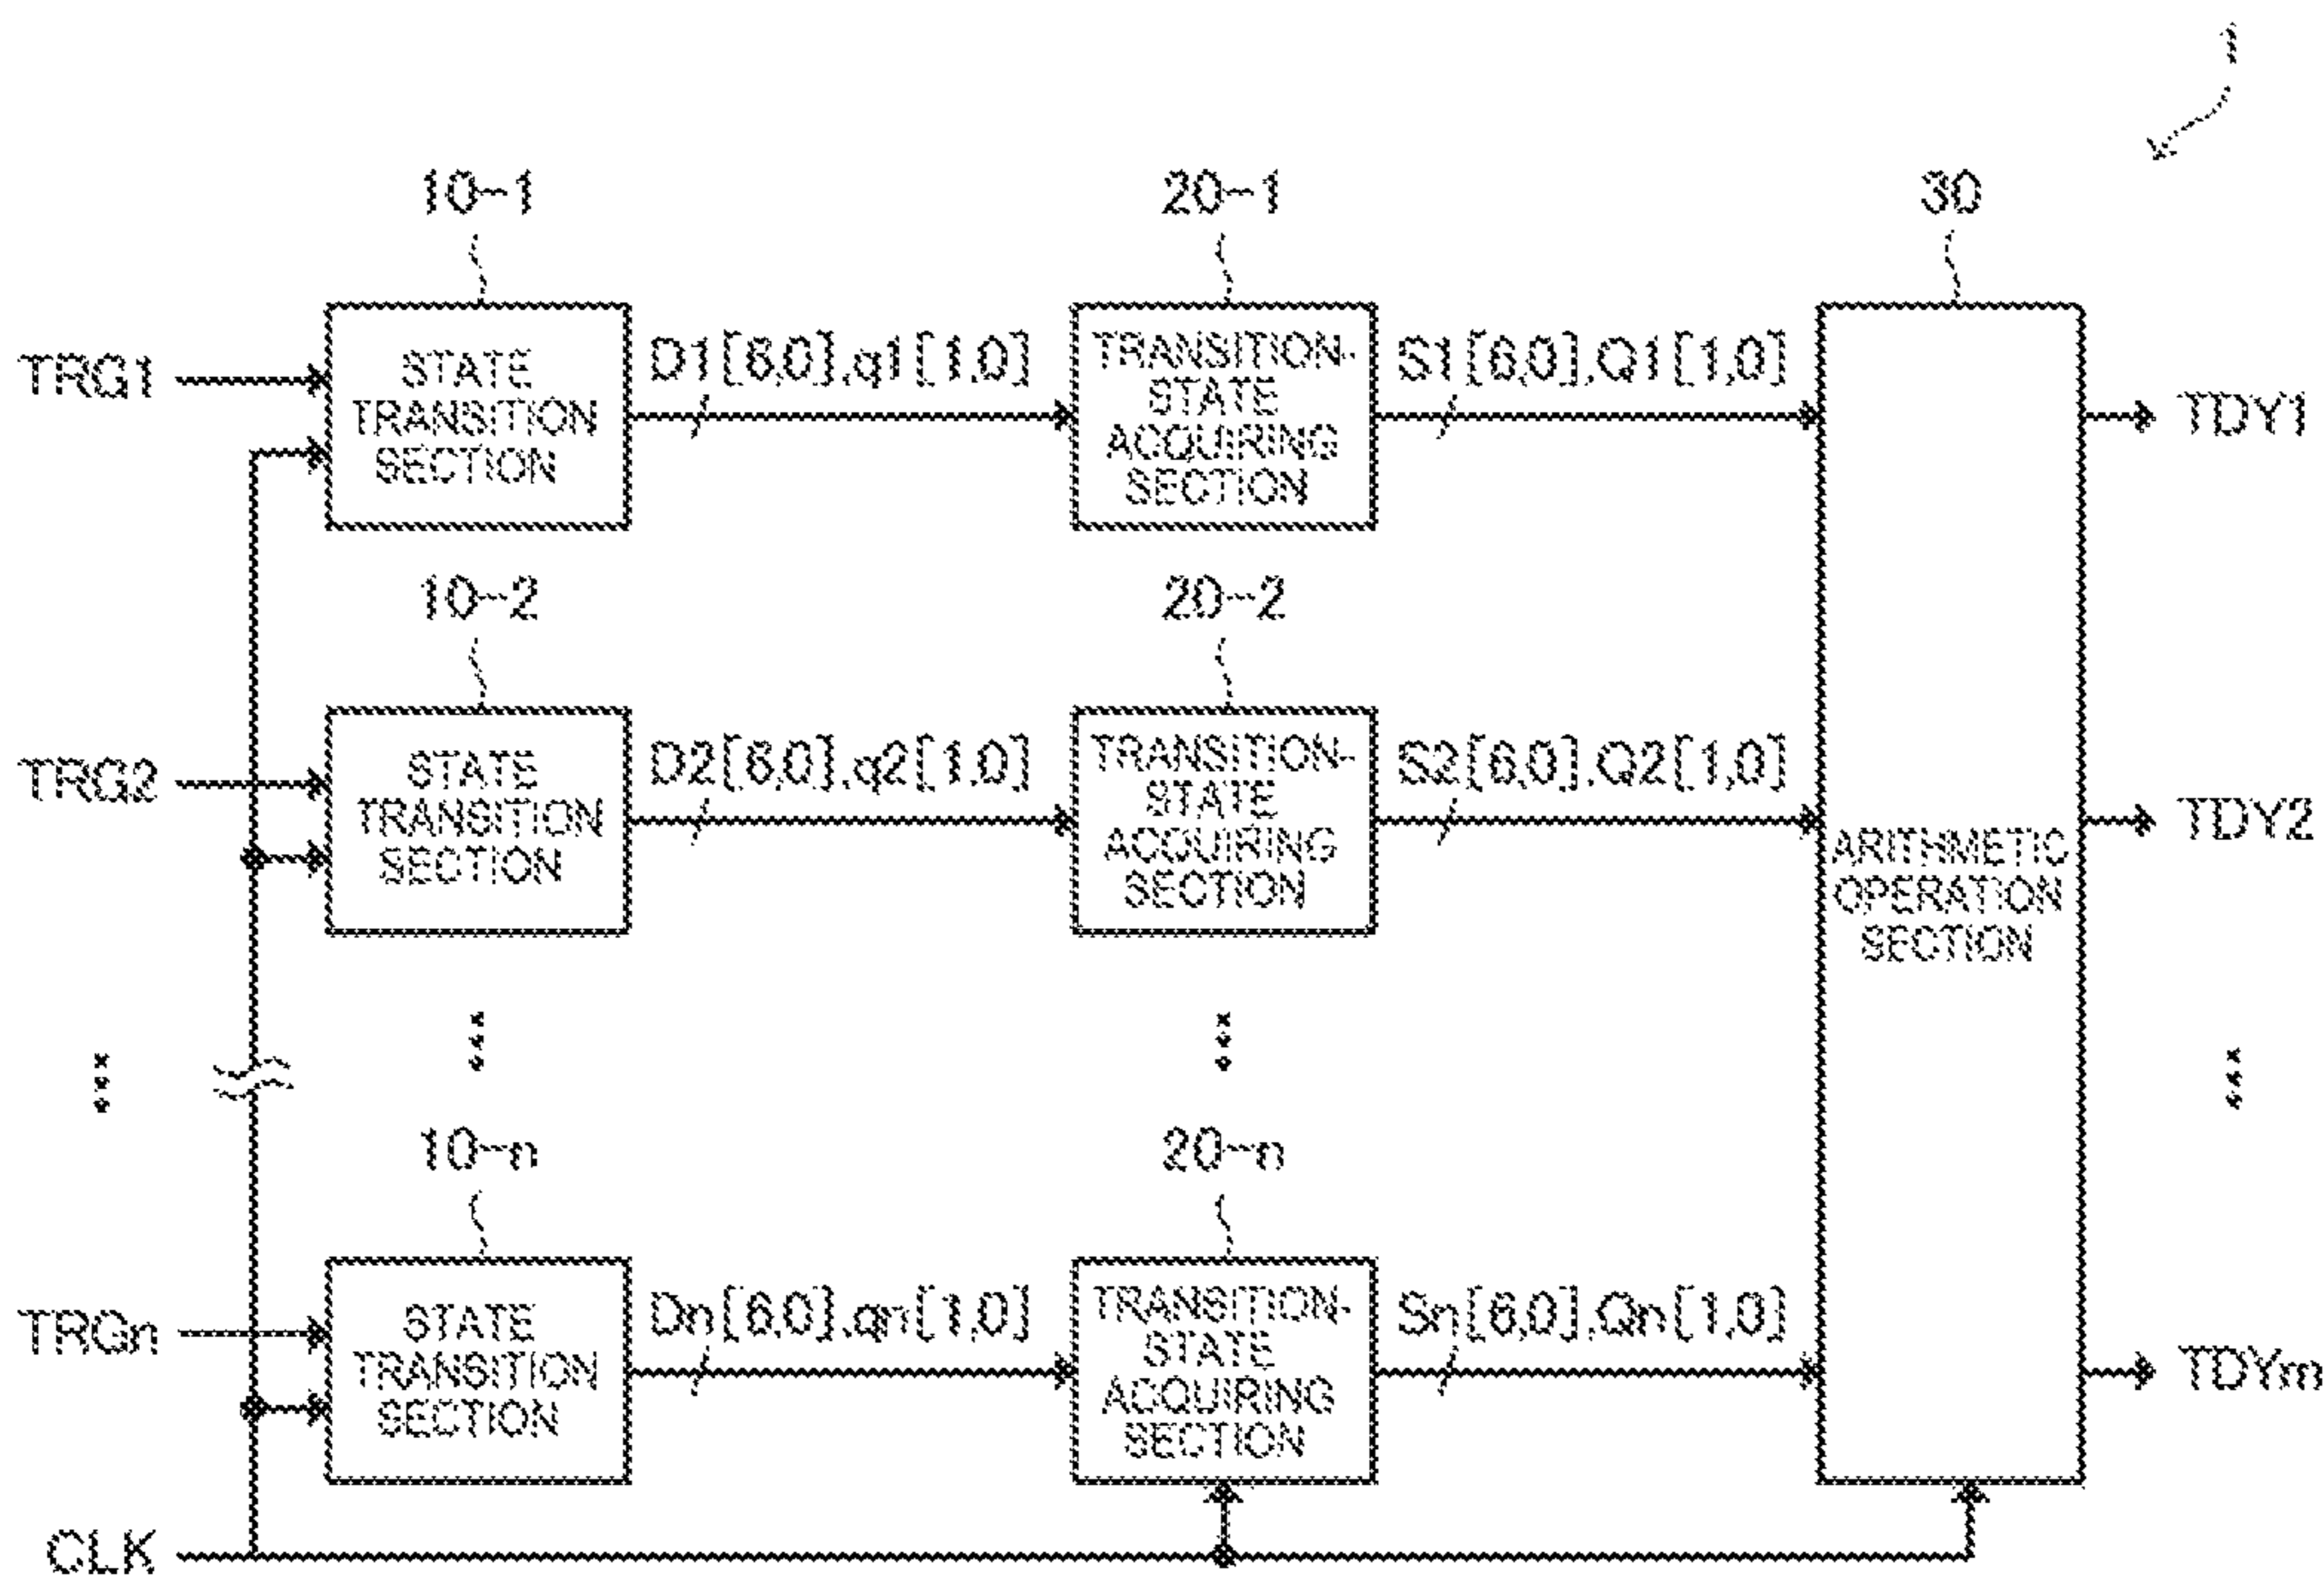 1
10-1
20-1
30
TRG1
STATE
TRANSITION
SECTION
D1[6,0],q1[1,0]
TRANSITION-
STATE
ACQUIRING
SECTION
S1[6,0],Q1[1,0]
TDY1
10-2
20-2
TRG2
STATE
TRANSITION
SECTION
D2[6,0],q2[1,0]
TRANSITION-
STATE
ACQUIRING
SECTION
S2[6,0],Q2[1,0]
ARITHMETIC
OPERATION
SECTION
TDY2
10-n
20-n
TRGn
STATE
TRANSITION
SECTION
Dn[6,0],qn[1,0]
TRANSITION-
STATE
ACQUIRING
SECTION
Sn[6,0],Qn[1,0]
TDYm
CLK